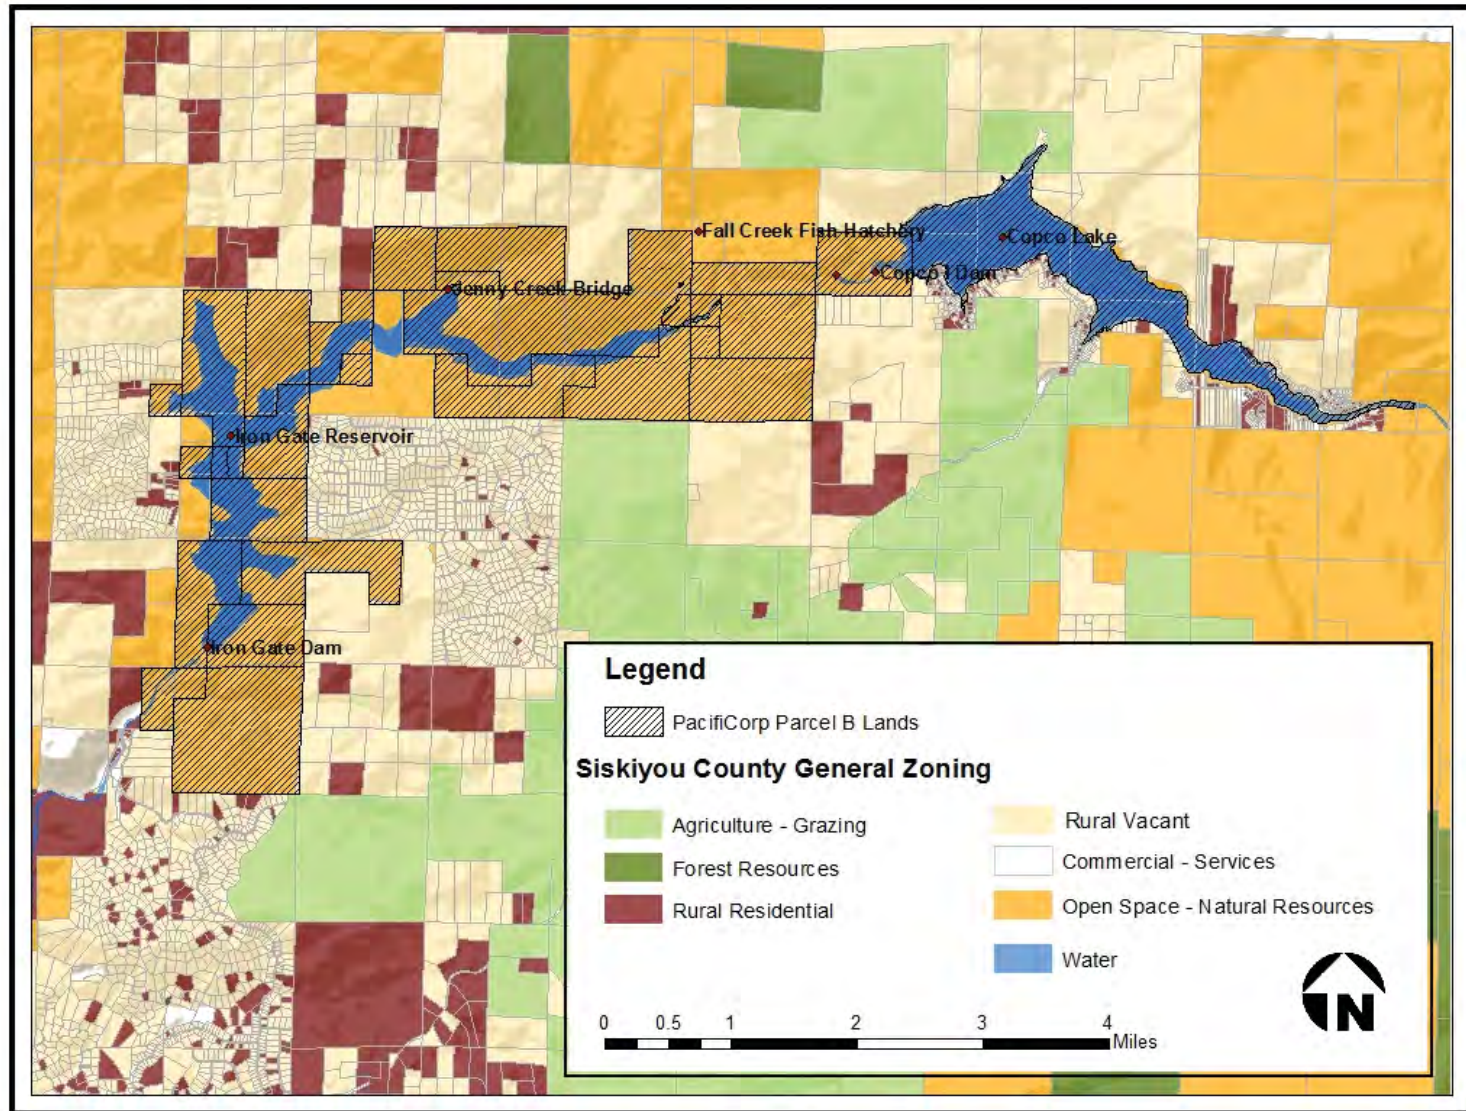 Fall Creek Fish Hatchery
Copco Lake
Copco I Dam
Jenny Creek Bridge
Iron Gate Reservoir
Iron Gate Dam
Legend
PacifiCorp Parcel B Lands
Siskiyou County General Zoning
Agriculture - Grazing
Forest Resources
Rural Residential
Rural Vacant
Commercial - Services
Open Space - Natural Resources
Water
0 0.5 1 2 3 4
Miles
N